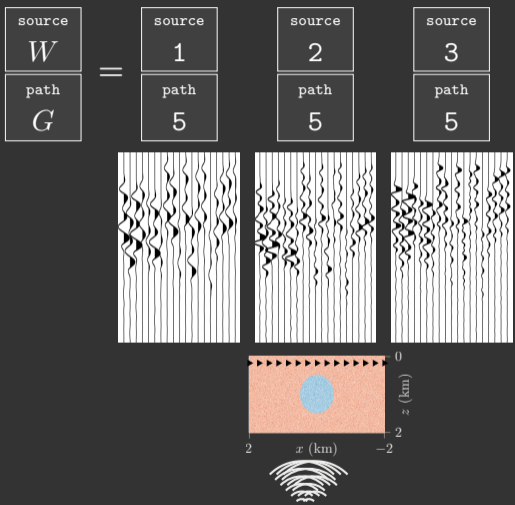 source source source source
W = 1 2 3
path path path path
G 5 5 5
0
z (km)
2
2 x (km) −2